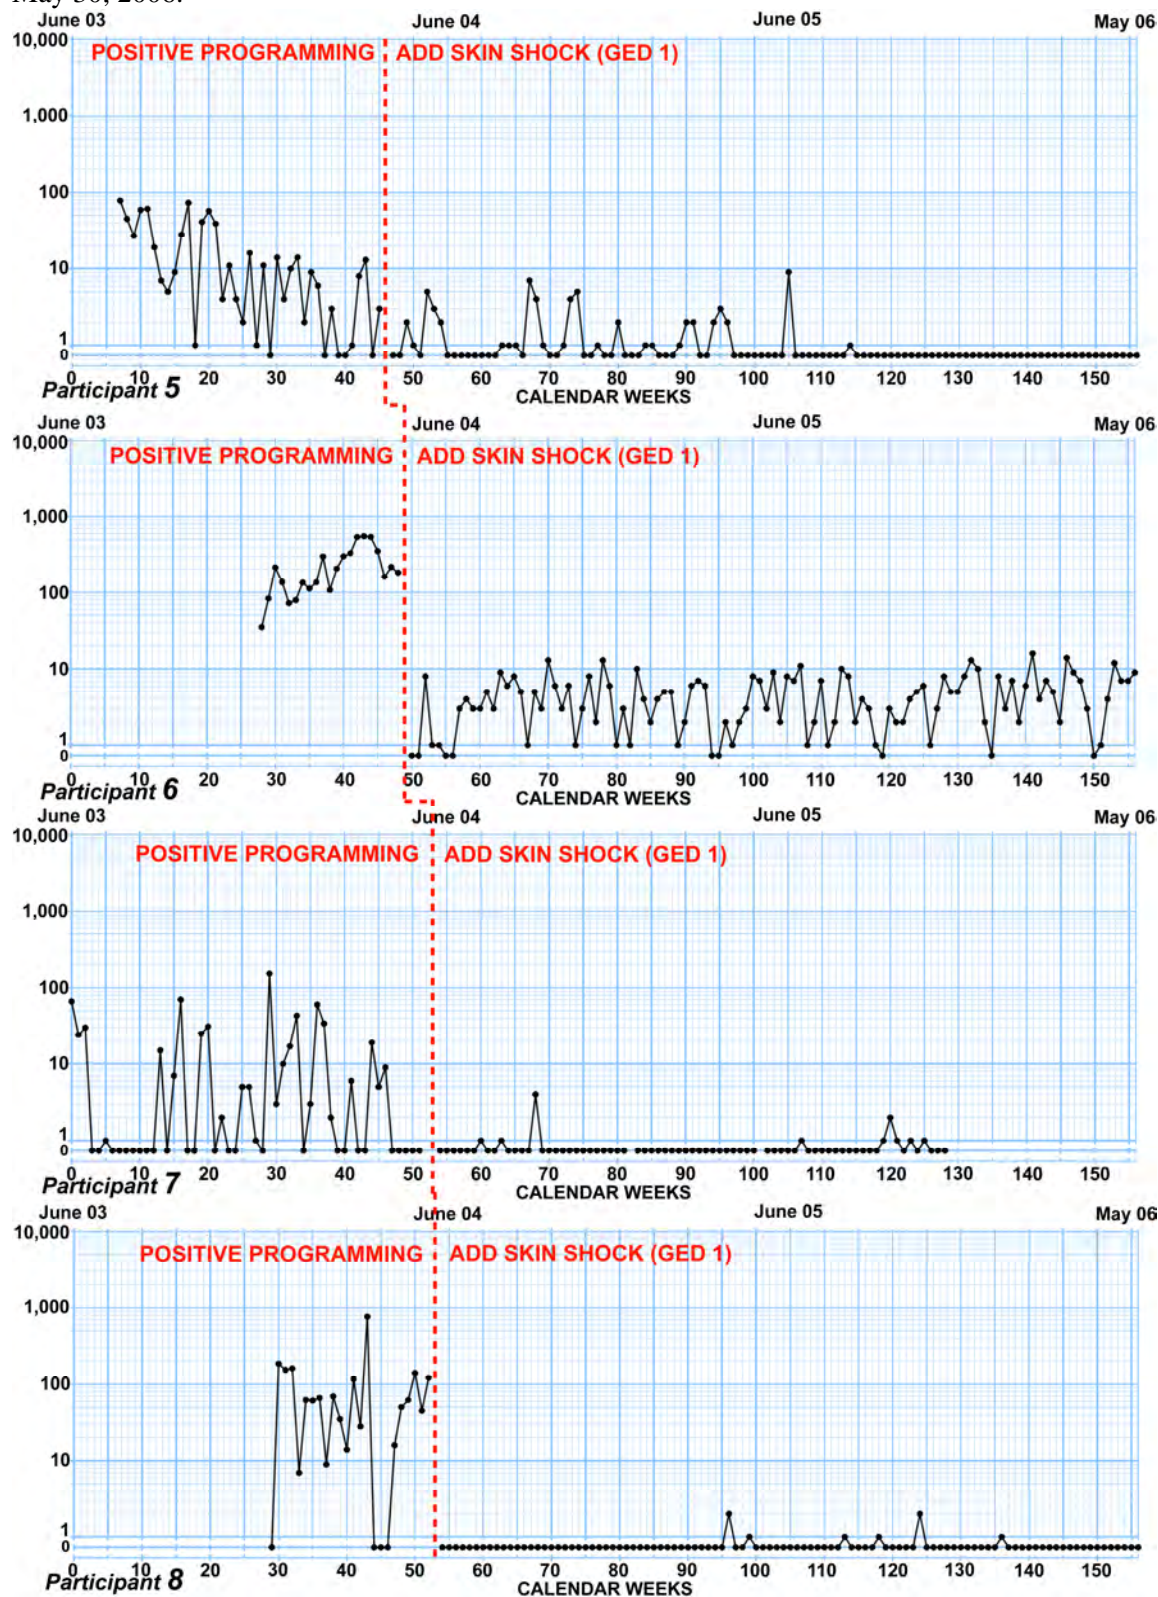 May 30, 2006.
June 03 June 04 June 05 May 06
10,000
POSITIVE PROGRAMMING ADD SKIN SHOCK (GED 1)
1,000
100
10
1
0
0 10 20 30 40 50 60 70 80 90 100 110 120 130 140 150
Participant 5 CALENDAR WEEKS
June 03 June 04 June 05 May 06
10,000
POSITIVE PROGRAMMING ADD SKIN SHOCK (GED 1)
1,000
100
10
1
0
0 10 20 30 40 50 60 70 80 90 100 110 120 130 140 150
Participant 6 CALENDAR WEEKS
June 03 June 04 June 05 May 06
10,000
POSITIVE PROGRAMMING ADD SKIN SHOCK (GED 1)
1,000
100
10
1
0
0 10 20 30 40 50 60 70 80 90 100 110 120 130 140 150
Participant 7 CALENDAR WEEKS
June 03 June 04 June 05 May 06
10,000
POSITIVE PROGRAMMING ADD SKIN SHOCK (GED 1)
1,000
100
10
1
0
0 10 20 30 40 50 60 70 80 90 100 110 120 130 140 150
Participant 8 CALENDAR WEEKS